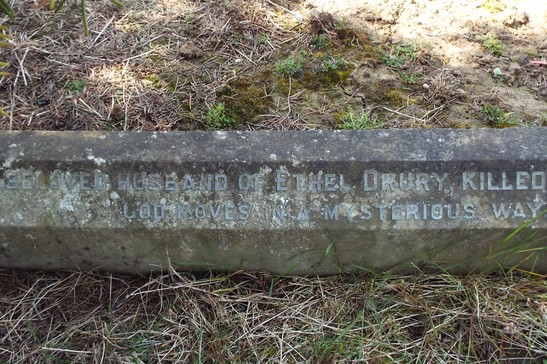 BELOVED HUSBAND OF ETHEL DRURY, KILLED
GOD MOVES IN A MYSTERIOUS WAY